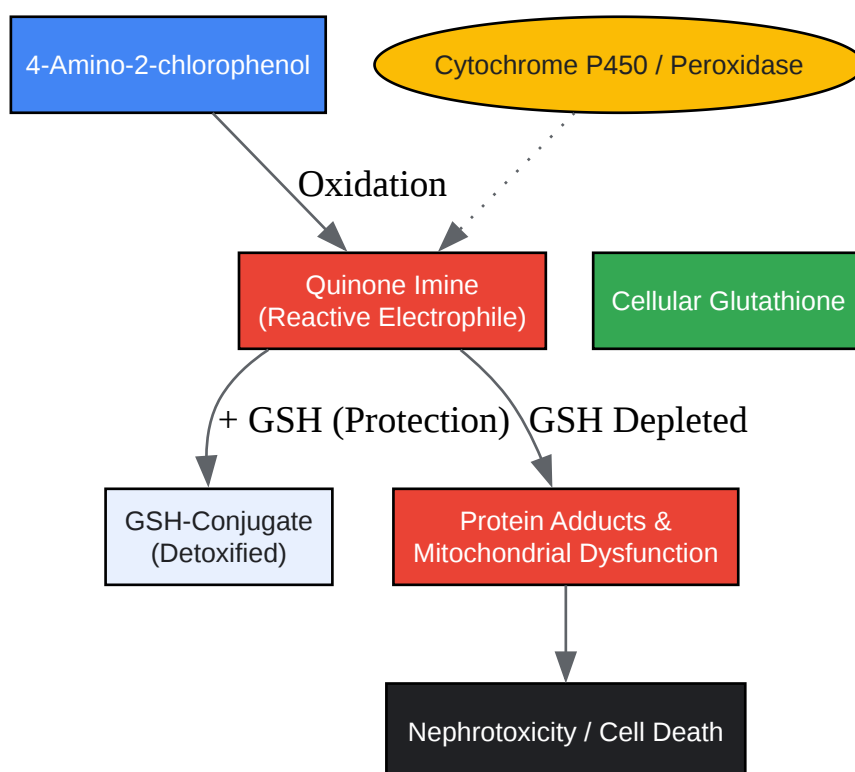 4-Amino-2-chlorophenol
Cytochrome P450 / Peroxidase
Oxidation
Quinone Imine
(Reactive Electrophile)
Cellular Glutathione
+ GSH (Protection)
GSH Depleted
GSH-Conjugate
(Detoxified)
Protein Adducts &
Mitochondrial Dysfunction
Nephrotoxicity / Cell Death